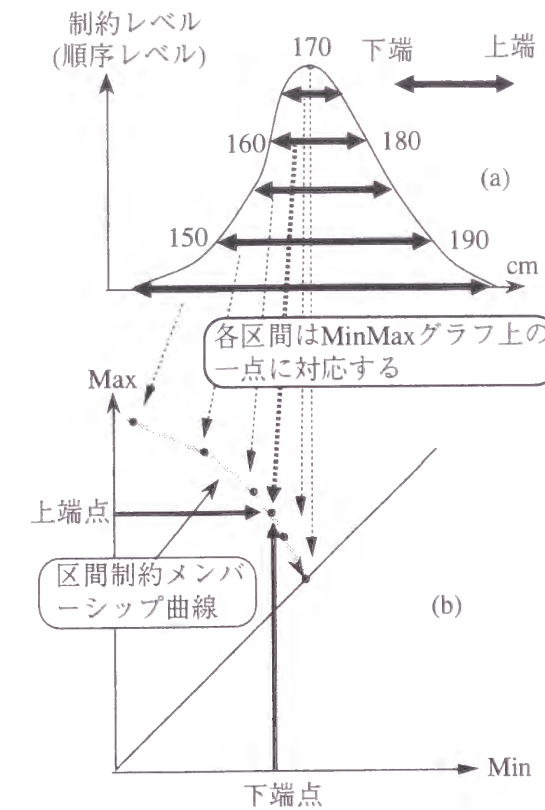 制約レベル
(順序レベル)
170
下端
上端
160
180
(a)
150
190
cm
各区間はMinMaxグラフ上の
一点に対応する
Max
上端点
区間制約メンバ
ーシップ曲線
(b)
Min
下端点